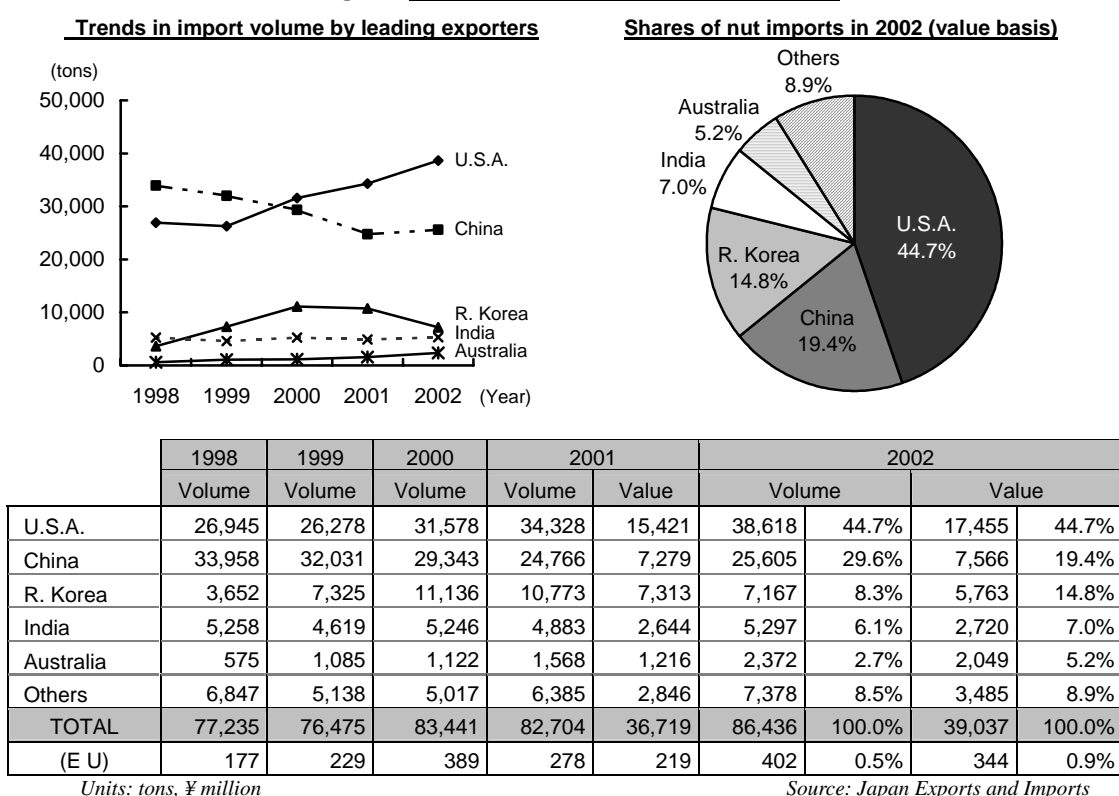 Trends in import volume by leading exporters
(tons)
50,000
40,000
30,000
20,000
10,000
0
U.S.A.
China
R. Korea
India
Australia
1998 1999 2000 2001 2002 (Year)
Shares of nut imports in 2002 (value basis)
Others
8.9%
Australia
5.2%
India
7.0%
R. Korea
14.8%
China
19.4%
U.S.A.
44.7%
1998 1999 2000 2001 2002
Volume Volume Volume Volume Value Volume Value
U.S.A. 26,945 26,278 31,578 34,328 15,421 38,618 44.7% 17,455 44.7%
China 33,958 32,031 29,343 24,766 7,279 25,605 29.6% 7,566 19.4%
R. Korea 3,652 7,325 11,136 10,773 7,313 7,167 8.3% 5,763 14.8%
India 5,258 4,619 5,246 4,883 2,644 5,297 6.1% 2,720 7.0%
Australia 575 1,085 1,122 1,568 1,216 2,372 2.7% 2,049 5.2%
Others 6,847 5,138 5,017 6,385 2,846 7,378 8.5% 3,485 8.9%
TOTAL 77,235 76,475 83,441 82,704 36,719 86,436 100.0% 39,037 100.0%
(E U) 177 229 389 278 219 402 0.5% 344 0.9%
Units: tons, ¥ million
Source: Japan Exports and Imports